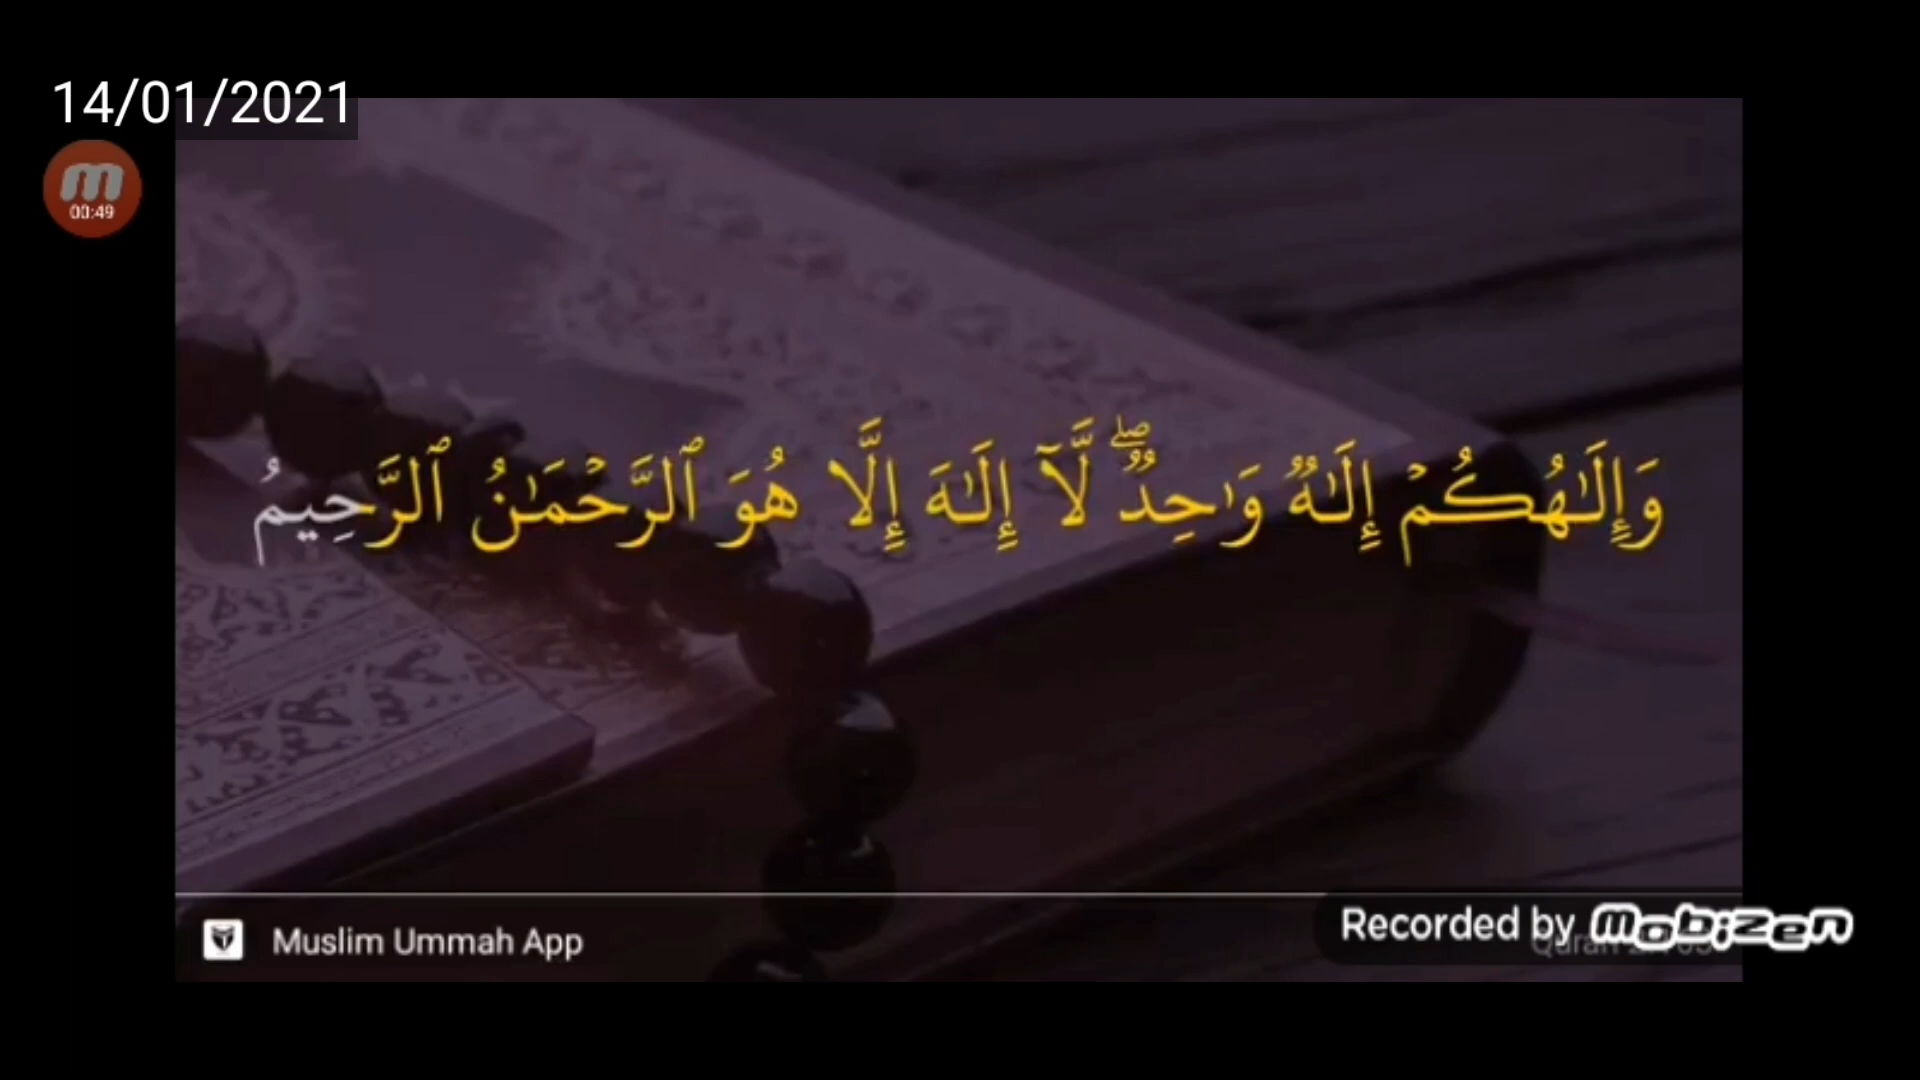 14/01/2021
00:49
وَإِلَـٰهُكُمْ إِلَـٰهٌ وَٰحِدٌ ۖ لَّآ إِلَـٰهَ إِلَّا هُوَ ٱلرَّحْمَـٰنُ ٱلرَّحِيمُ
Muslim Ummah App
Recorded by Mobizen